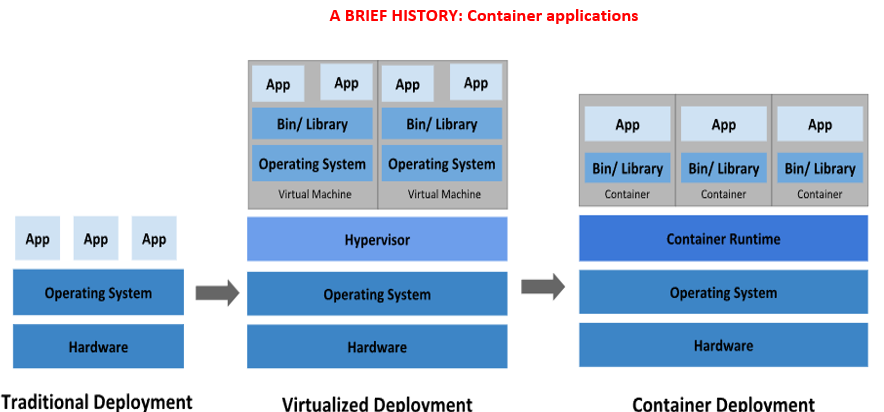 A BRIEF HISTORY: Container applications
App App App
Operating System
Hardware
Traditional Deployment
App App App App
Bin/ Library Bin/ Library
Operating System Operating System
Virtual Machine Virtual Machine
Hypervisor
Operating System
Hardware
Virtualized Deployment
App App App
Bin/ Library Bin/ Library Bin/ Library
Container Container Container
Container Runtime
Operating System
Hardware
Container Deployment